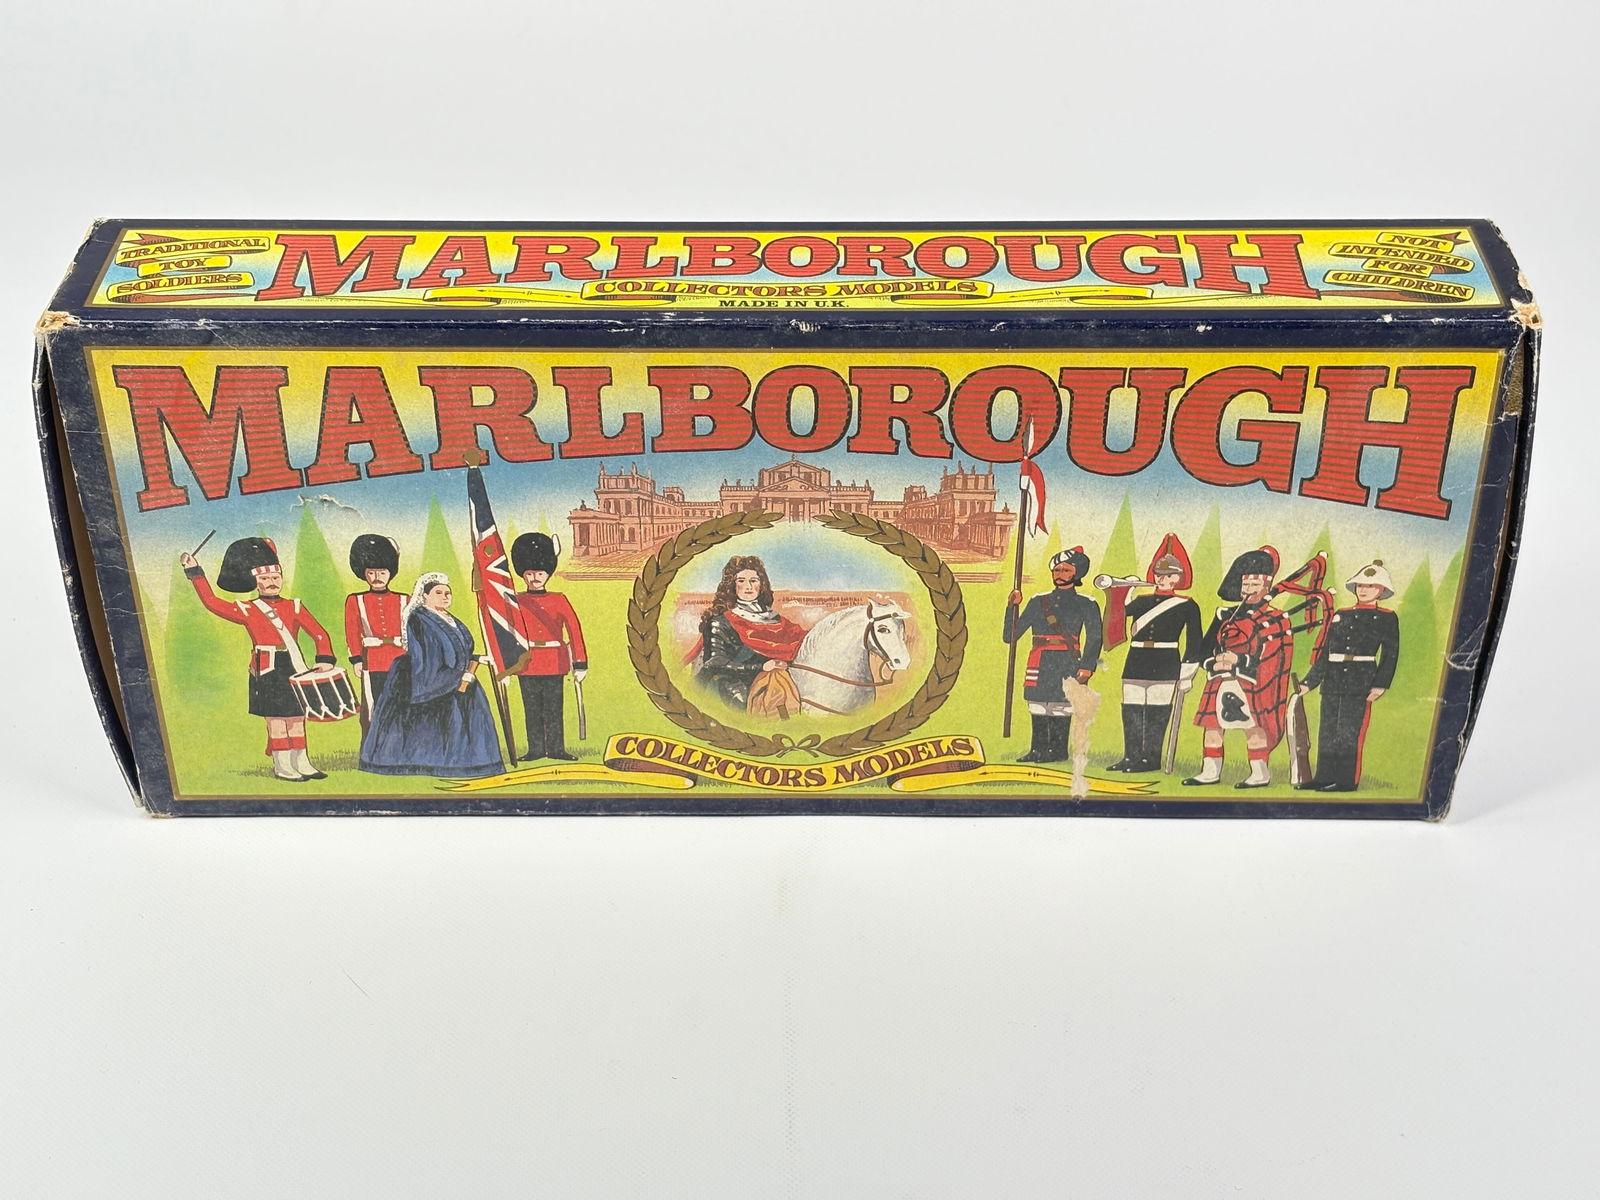 TRADITIONAL
TOY
SOLDIERS
MARLBOROUGH
COLLECTORS MODELS
MADE IN U.K.
NOT
INTENDED
FOR
CHILDREN
MARLBOROUGH
COLLECTORS MODELS